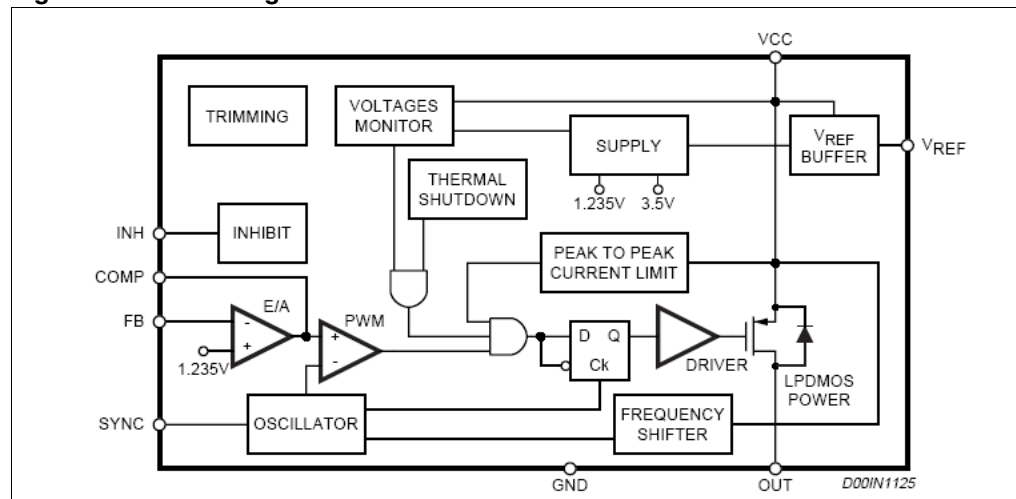 VCC
TRIMMING
VOLTAGES
MONITOR
SUPPLY
VREF
BUFFER
VREF
THERMAL
SHUTDOWN
1.235V
3.5V
INH
INHIBIT
PEAK TO PEAK
CURRENT LIMIT
COMP
E/A
FB
-
+
1.235V
PWM
+
-
D
Q
Ck
DRIVER
LPDMOS
POWER
SYNC
OSCILLATOR
FREQUENCY
SHIFTER
GND
OUT
D00IN1125